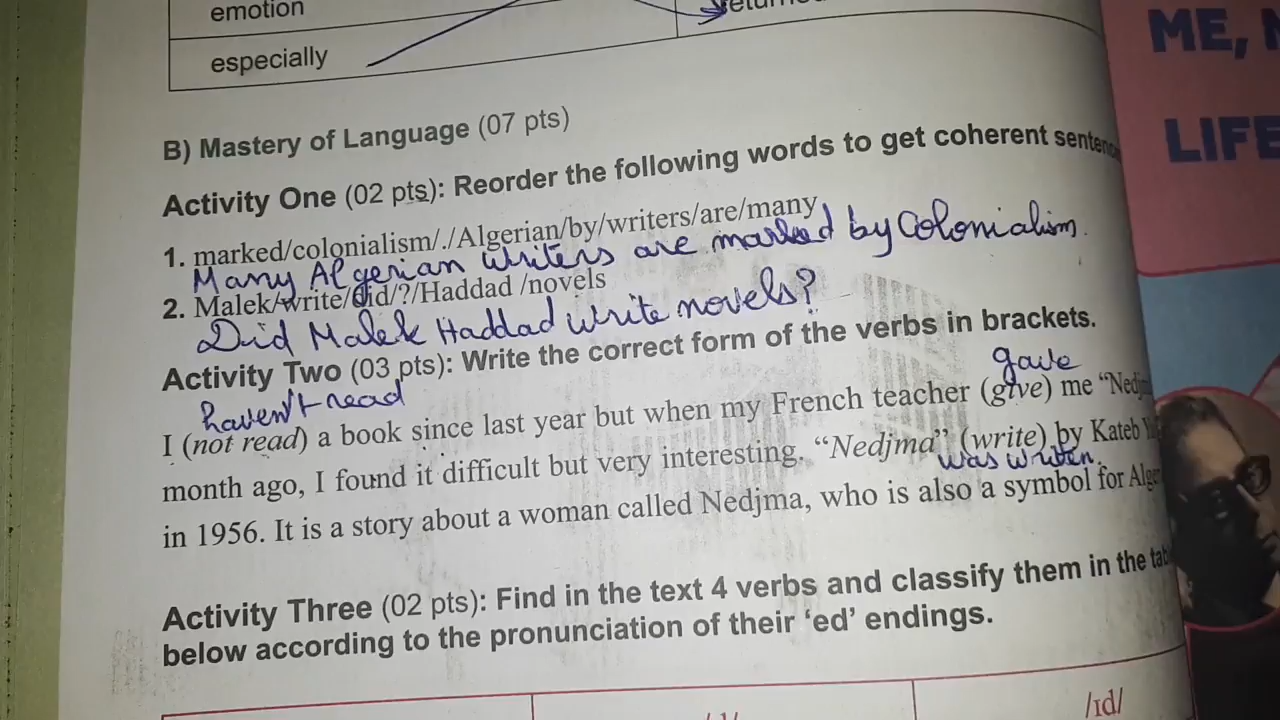 emotion
especially
B) Mastery of Language (07 pts)
Activity One (02 pts): Reorder the following words to get coherent
1. marked/colonialism/./Algerian/by/writers/are/many
Many Algerian writers are marked by Colonialism.
2. Malek/write/did/?/Haddad /novels
Did Malek Haddad write novels?
Activity Two (03 pts): Write the correct form of the verbs in brackets.
haven't read
gave
I (not read) a book since last year but when my French teacher (give) me
month ago, I found it difficult but very interesting. “Nedjma” (write) by Kateb
was writen
in 1956. It is a story about a woman called Nedjma, who is also a symbol for
Activity Three (02 pts): Find in the text 4 verbs and classify them in the
below according to the pronunciation of their ‘ed’ endings.
/ɪd/
ME,
LIFE